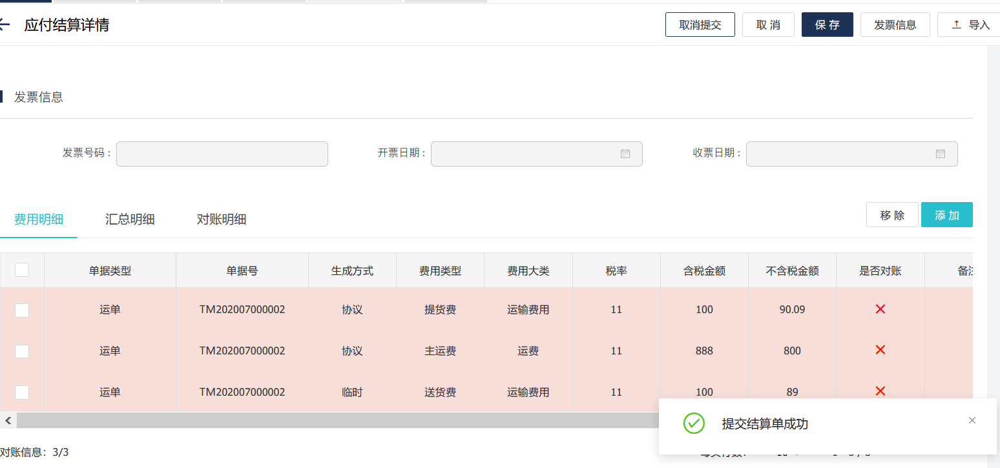 应付结算详情 取消提交 取 消 保 存 发票信息 导入
发票信息
发票号码： 开票日期： 收票日期：
费用明细 汇总明细 对账明细 移 除 添 加
单据类型 单据号 生成方式 费用类型 费用大类 税率 含税金额 不含税金额 是否对账
运单 TM202007000002 协议 提货费 运输费用 11 100 90.09
运单 TM202007000002 协议 主运费 运费 11 888 800
运单 TM202007000002 临时 送货费 运输费用 11 100 89
提交结算单成功
对账信息：3/3